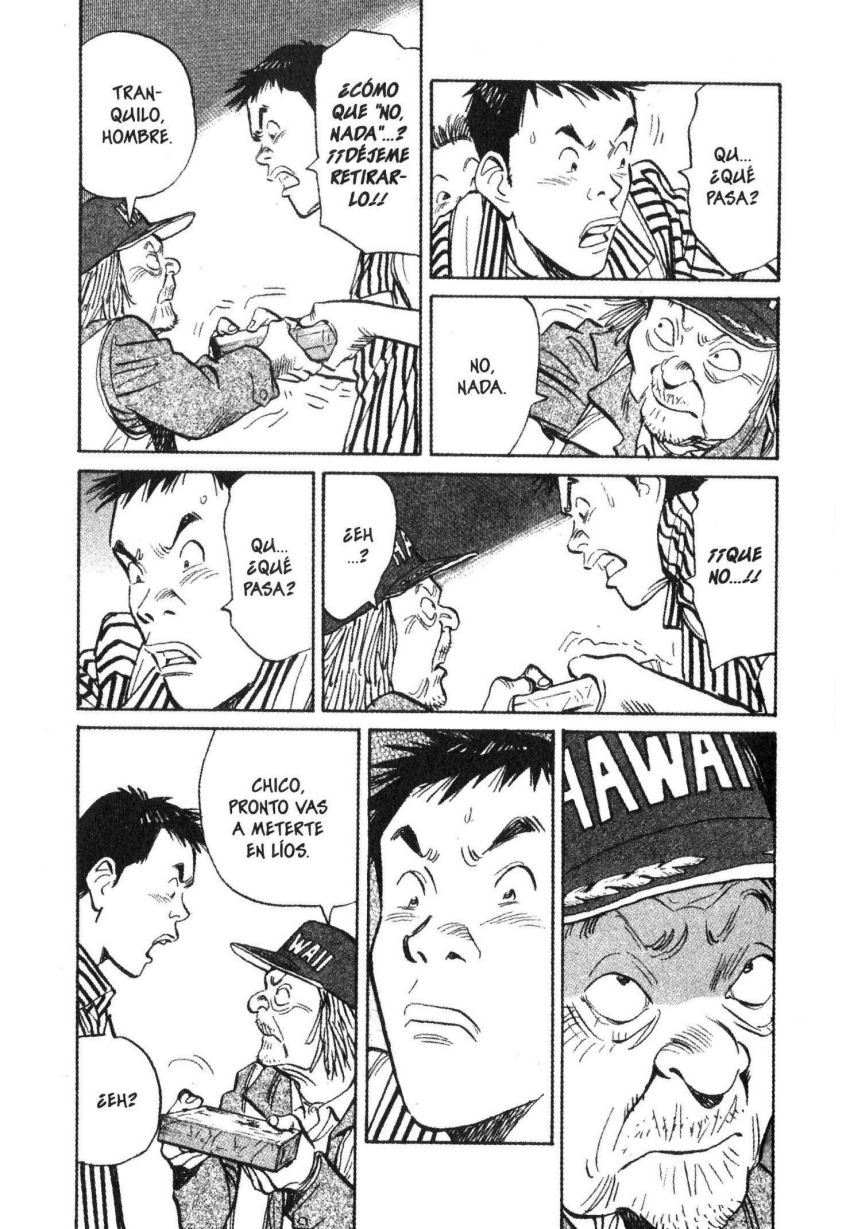 QU...
¿QUÉ
PASA?
NO,
NADA.
¿CÓMO
QUE "NO,
NADA"...?
¡¡DÉJEME
RETIRAR-
LO!!
TRAN-
QUILO,
HOMBRE.
¡¡QUE
NO...!!
¿EH
...?
HA
QU...
¿QUÉ
PASA?
HAWAII
CHICO,
PRONTO VAS
A METERTE
EN LÍOS.
WAII
¿EH?